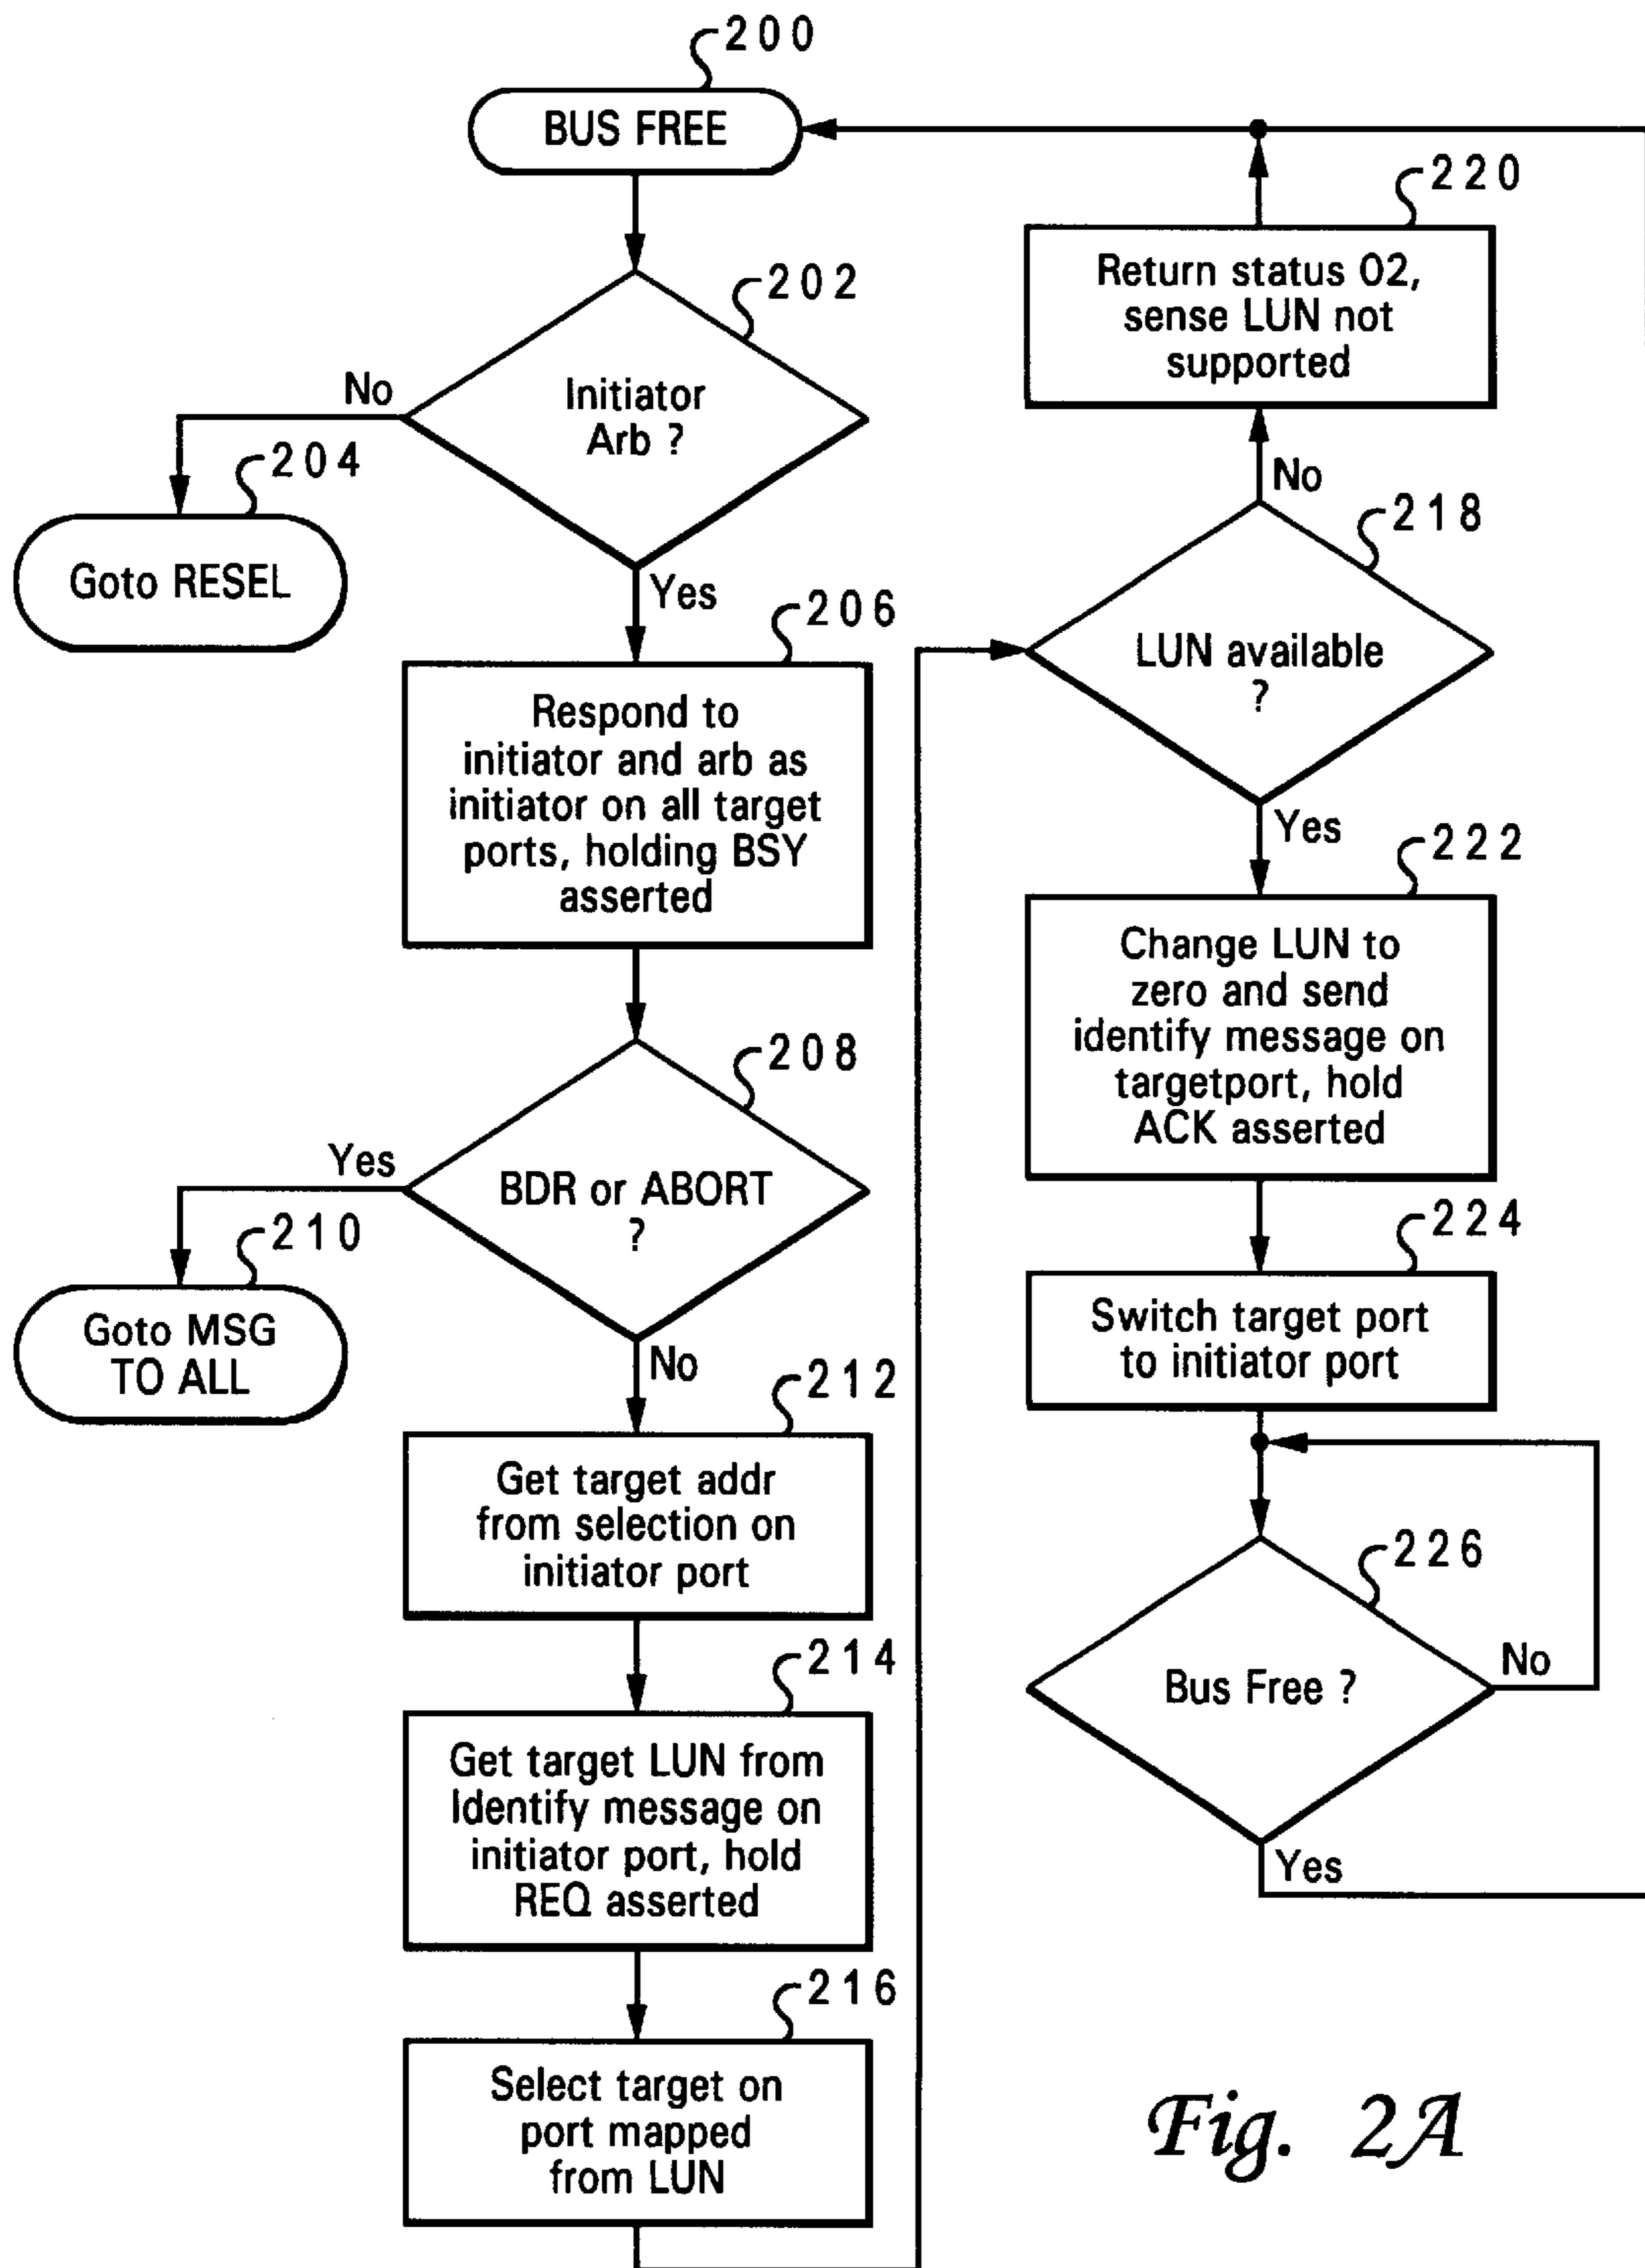 200
BUS FREE
202
Initiator
Arb ?
No
204
Goto RESEL
Yes
206
Respond to
initiator and arb as
initiator on all target
ports, holding BSY
asserted
208
BDR or ABORT
?
Yes
210
Goto MSG
TO ALL
No
212
Get target addr
from selection on
initiator port
214
Get target LUN from
Identify message on
initiator port, hold
REQ asserted
216
Select target on
port mapped
from LUN
220
Return status 02,
sense LUN not
supported
No
218
LUN available
?
Yes
222
Change LUN to
zero and send
identify message on
targetport, hold
ACK asserted
224
Switch target port
to initiator port
226
Bus Free ?
No
Yes
Fig. 2A